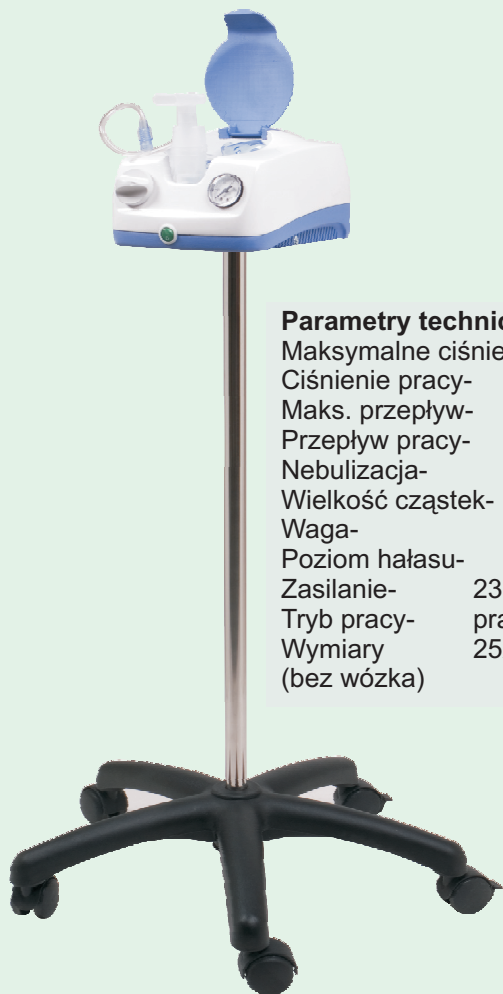 Parametry technic
Maksymalne ciśnie
Ciśnienie pracy-
Maks. przepływ-
Przepływ pracy-
Nebulizacja-
Wielkość cząstek-
Waga-
Poziom hałasu-
Zasilanie- 23
Tryb pracy- pra
Wymiary 25
(bez wózka)